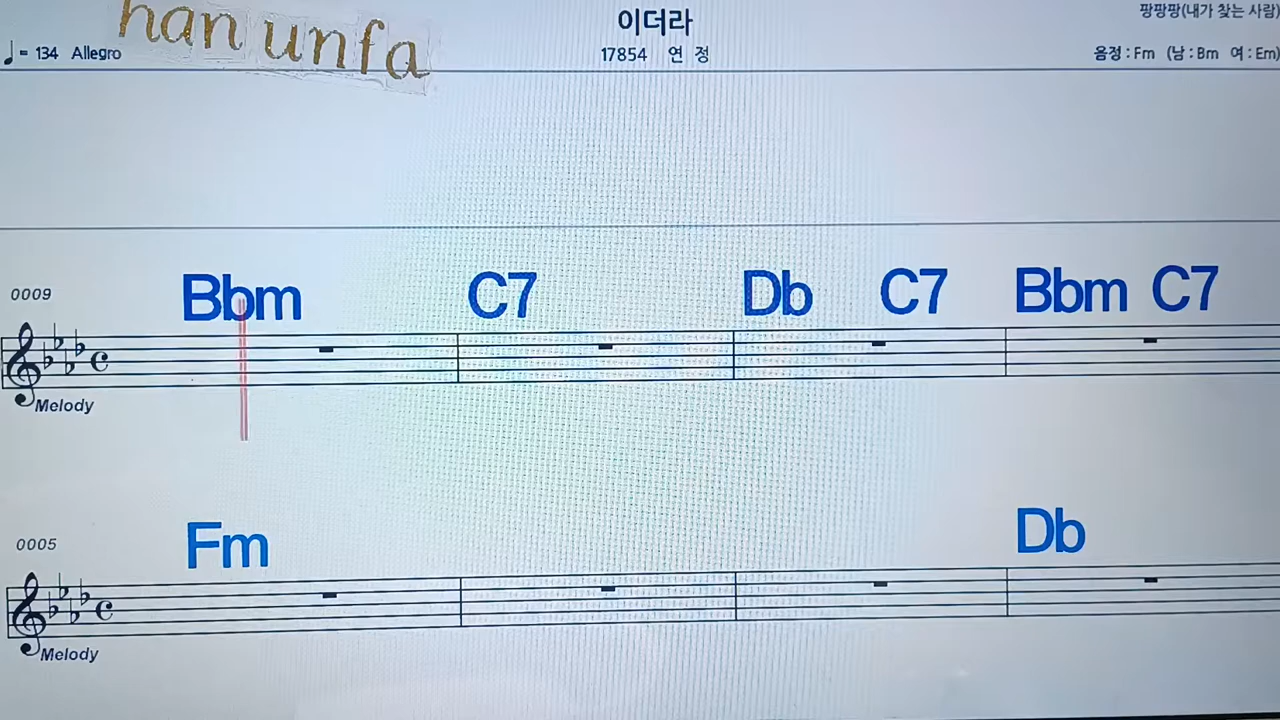 han unfa
이더라
팡팡팡(내가 찾는 사람)
♩= 134 Allegro
17854 연 정
음정 : Fm (남 : Bm 여 : Em)
Bbm C7 Db C7 Bbm C7
0009
Melody
Fm Db
0005
Melody